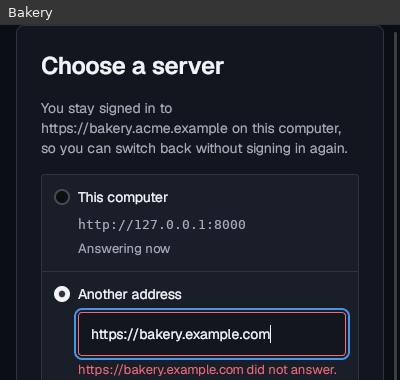 Bakery
Choose a server
You stay signed in to
https://bakery.acme.example on this computer,
so you can switch back without signing in again.
This computer
http://127.0.0.1:8000
Answering now
Another address
https://bakery.example.com
https://bakery.example.com did not answer.